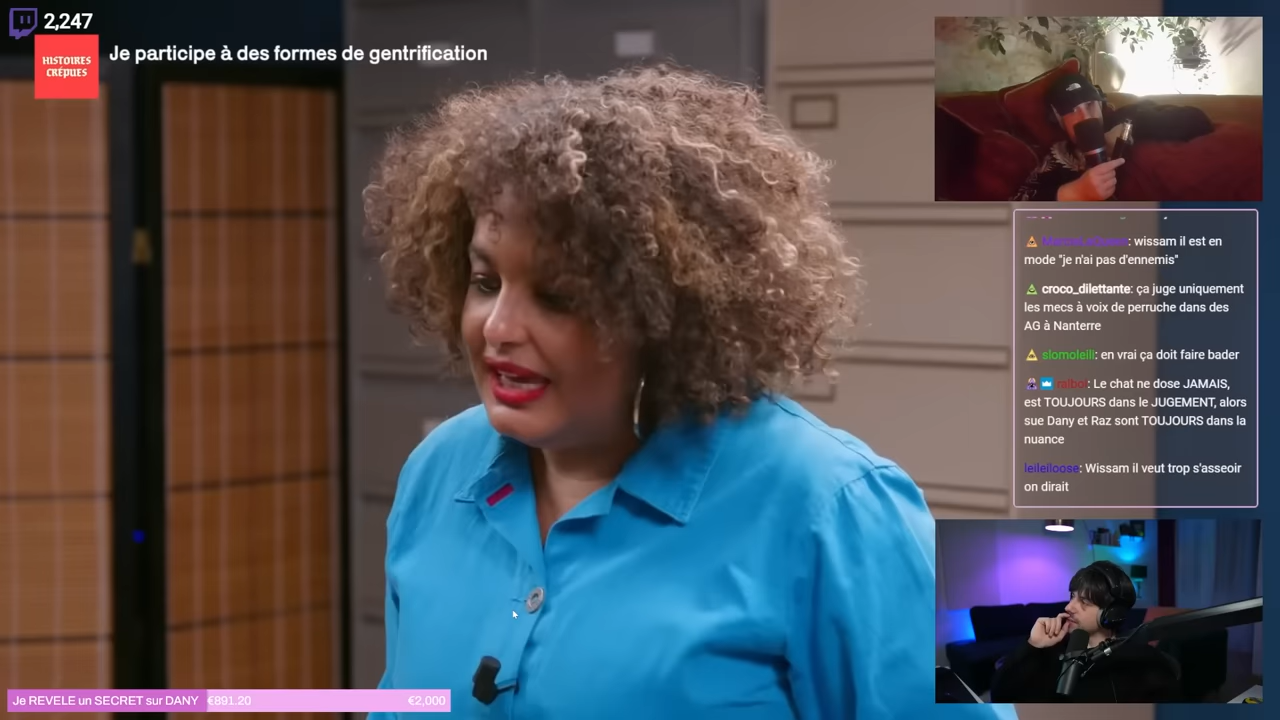 2,247
HISTOIRES
CRÉPUES
Je participe à des formes de gentrification
: wissam il est en
mode "je n'ai pas d'ennemis"
croco_dilettante: ça juge uniquement
les mecs à voix de perruche dans des
AG à Nanterre
slomoleili: en vrai ça doit faire bader
: Le chat ne dose JAMAIS,
est TOUJOURS dans le JUGEMENT, alors
sue Dany et Raz sont TOUJOURS dans la
nuance
leileiloose: Wissam il veut trop s'asseoir
on dirait
Je REVELE un SECRET sur DANY €891.20 €2,000